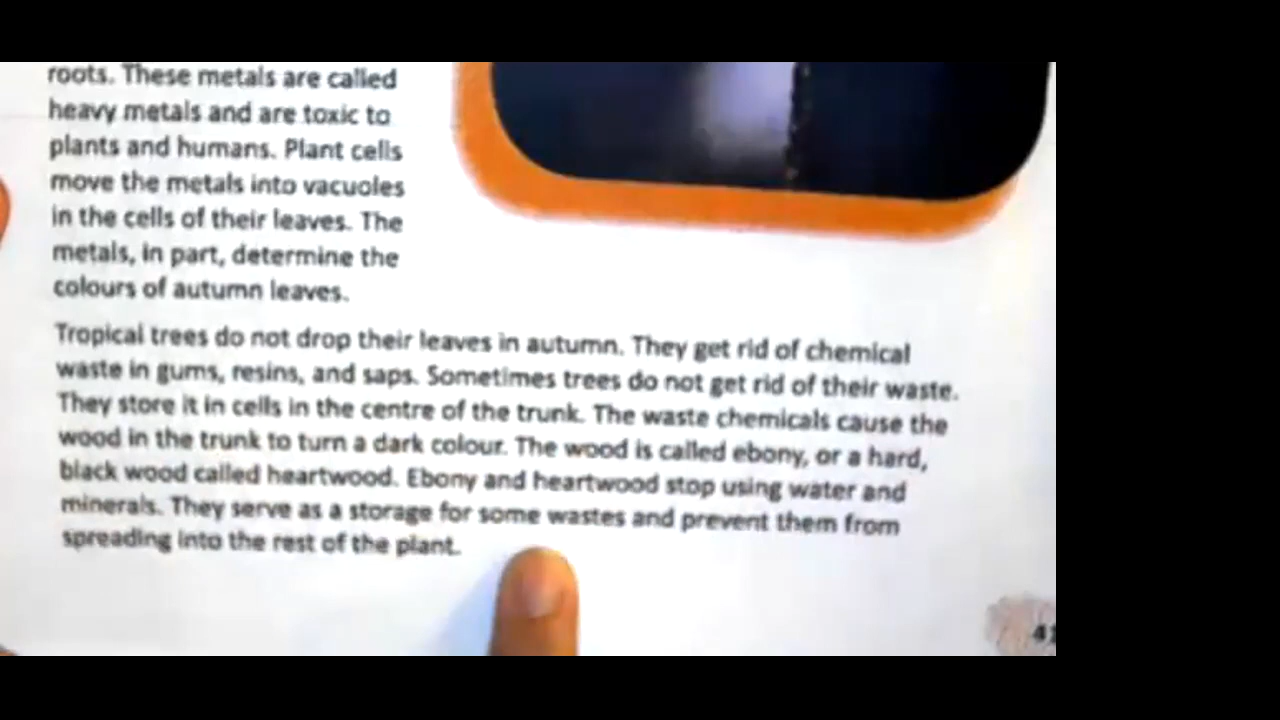 roots. These metals are called
heavy metals and are toxic to
plants and humans. Plant cells
move the metals into vacuoles
in the cells of their leaves. The
metals, in part, determine the
colours of autumn leaves.
Tropical trees do not drop their leaves in autumn. They get rid of chemical
waste in gums, resins, and saps. Sometimes trees do not get rid of their waste.
They store it in cells in the centre of the trunk. The waste chemicals cause the
wood in the trunk to turn a dark colour. The wood is called ebony, or a hard,
black wood called heartwood. Ebony and heartwood stop using water and
minerals. They serve as a storage for some wastes and prevent them from
spreading into the rest of the plant.